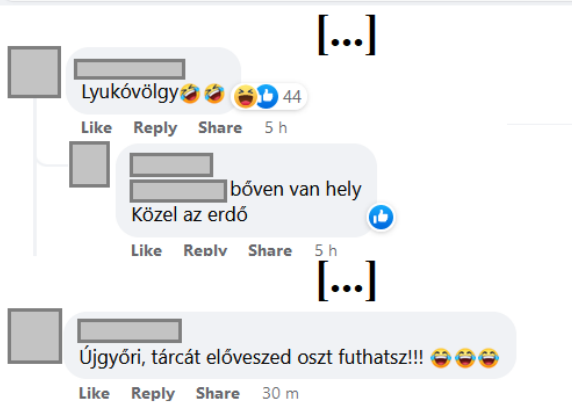 [...]
Lyukóvölgy🤣🤣 44
Like Reply Share 5 h
bőven van hely
Közel az erdő
Like Reply Share 5 h
[...]
Újgyőri, tárcát előveszed oszt futhatsz!!! 😂😂😂
Like Reply Share 30 m